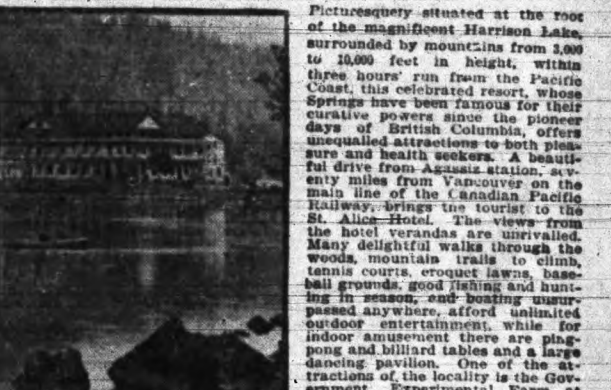 Picturesquely situated at the root
of the magnificent Harrison Lake,
surrounded by mountains from 3,000
to 10,000 feet in height, within
three hours' run from the Pacific
Coast, this celebrated resort, whose
Springs have been famous for their
curative powers since the pioneer
days of British Columbia, offers
unequalled attractions to both plea-
sure and health seekers. A beauti-
ful drive from Agassiz station, sev-
enty miles from Vancouver on the
main line of the Canadian Pacific
Railway, brings the tourist to the
St. Alice Hotel. The views from
the hotel verandas are unrivalled.
Many delightful walks through the
woods, mountain trails to climb,
tennis courts, croquet lawns, base-
ball grounds, good fishing and hunt-
ing in season, and boating unsur-
passed anywhere, afford unlimited
outdoor entertainment, while for
indoor amusement there are ping-
pong and billiard tables and a large
dancing pavilion. One of the at-
tractions of the locality is the Gov-
ernment Experimental